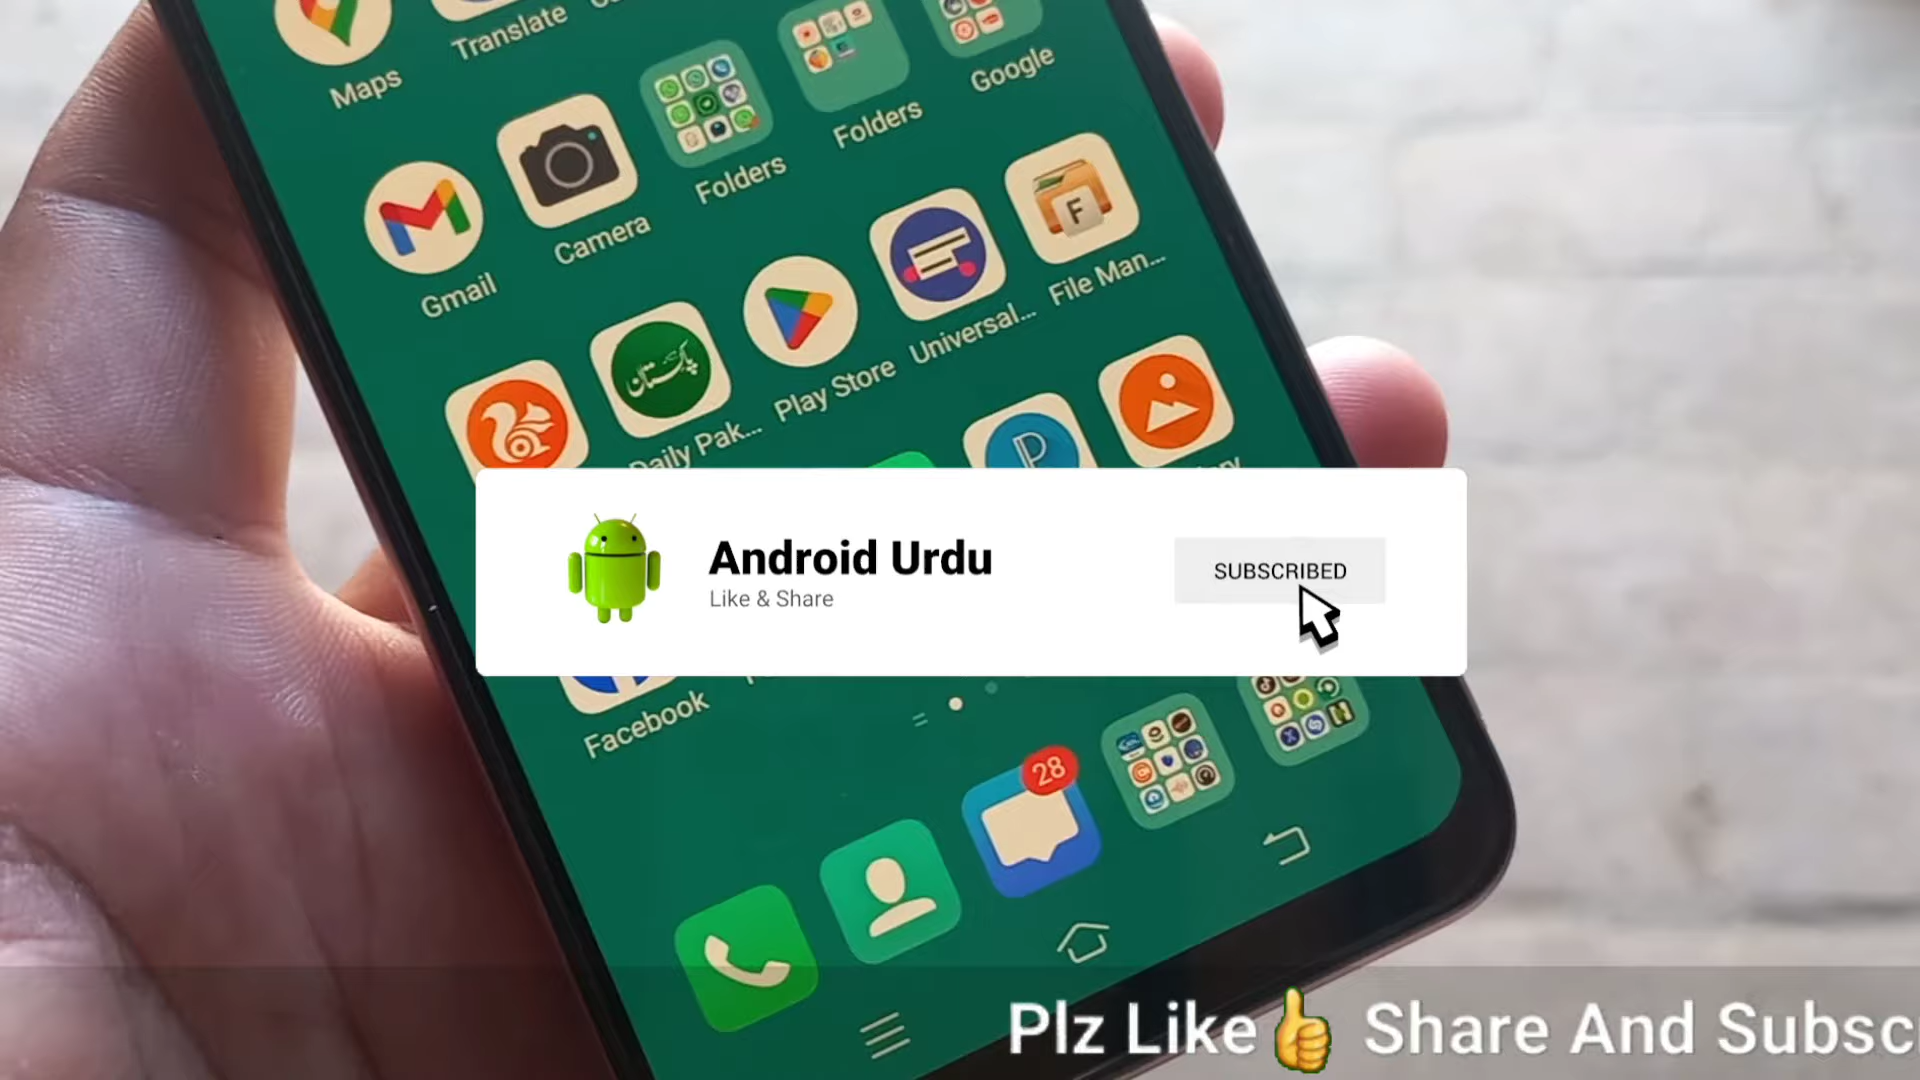 Translate
Maps
Google
Folders
Folders
Camera
Gmail
File Man...
Universal...
Play Store
پاکستان
Daily Pak...
F
P
Android Urdu
Like & Share
SUBSCRIBED
Facebook
28
Plz Like👍 Share And Subsc